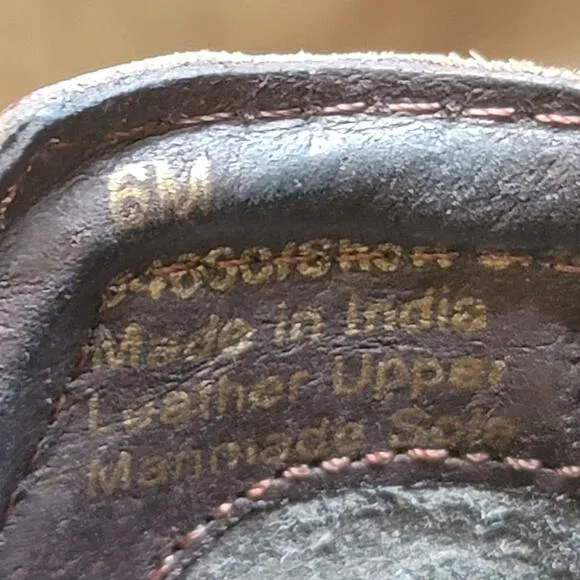 6M
Made in India
Leather Upper
Manmade Sole